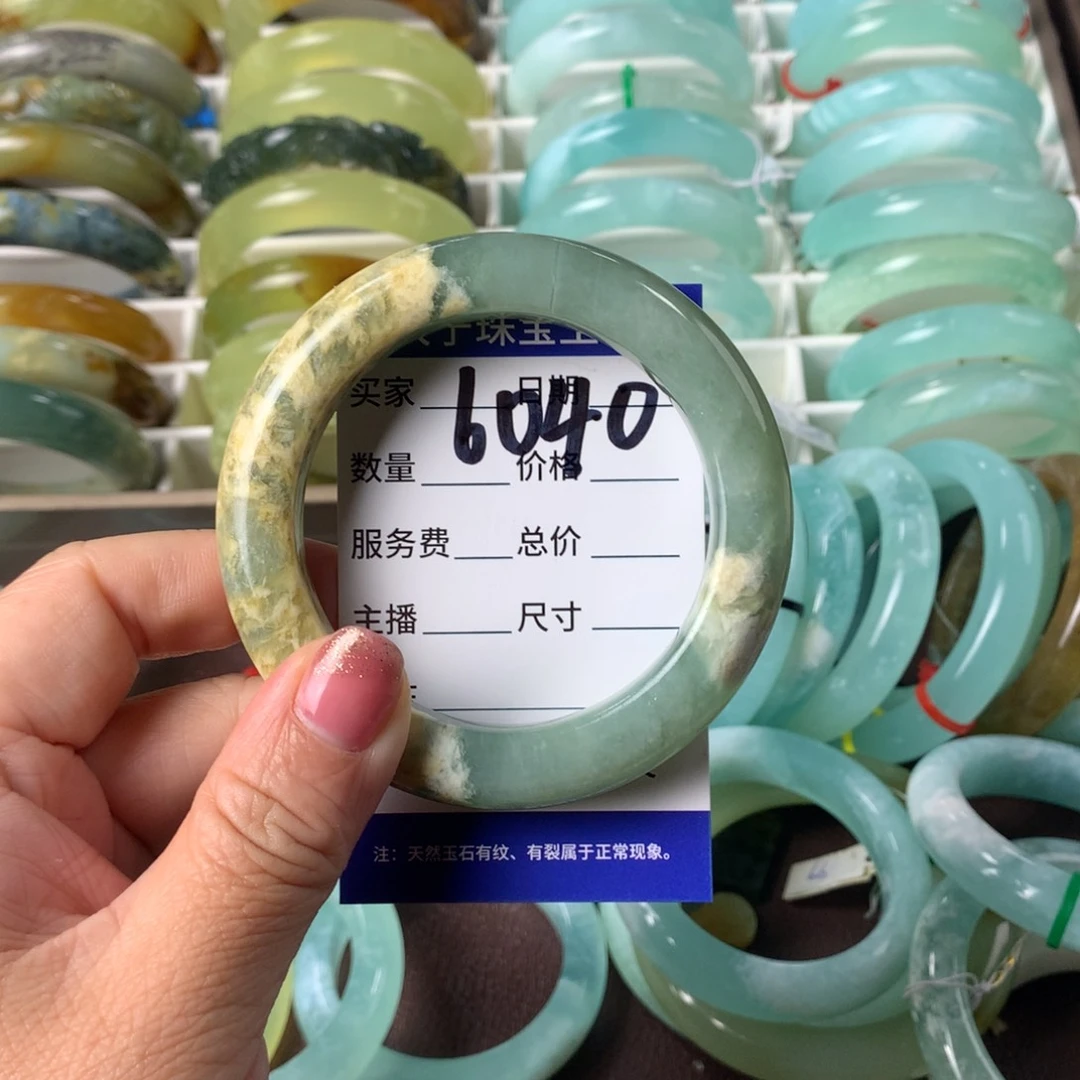 珠宝玉
6040
买家 日期
数量 价格
服务费 总价
主播 尺寸
注：天然玉石有纹、有裂属于正常现象。